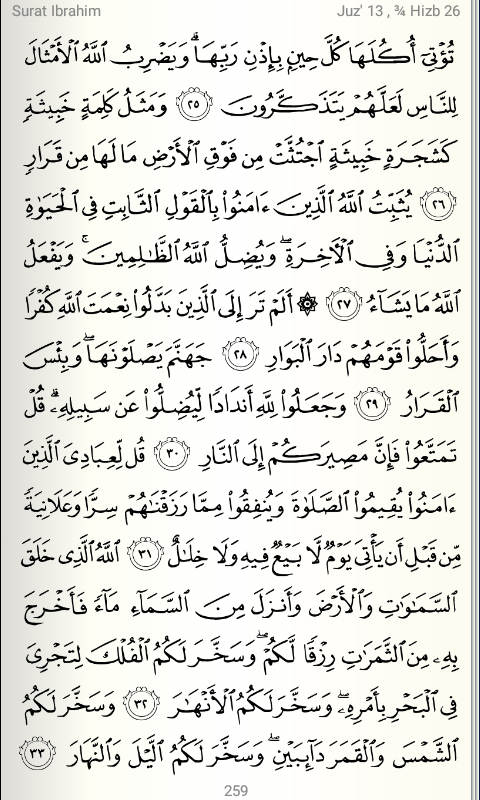 Surat Ibrahim
Juz' 13 , ¾ Hizb 26
تُؤْتِىٓ أُكُلَهَا كُلَّ حِينٍۭ بِإِذْنِ رَبِّهَا ۗ وَيَضْرِبُ ٱللَّهُ ٱلْأَمْثَالَ
لِلنَّاسِ لَعَلَّهُمْ يَتَذَكَّرُونَ ٢٥ وَمَثَلُ كَلِمَةٍ خَبِيثَةٍ
كَشَجَرَةٍ خَبِيثَةٍ ٱجْتُثَّتْ مِن فَوْقِ ٱلْأَرْضِ مَا لَهَا مِن قَرَارٍ
٢٦ يُثَبِّتُ ٱللَّهُ ٱلَّذِينَ ءَامَنُوا۟ بِٱلْقَوْلِ ٱلثَّابِتِ فِى ٱلْحَيَوٰةِ
ٱلدُّنْيَا وَفِى ٱلْءَاخِرَةِ ۖ وَيُضِلُّ ٱللَّهُ ٱلظَّٰلِمِينَ ۚ وَيَفْعَلُ
ٱللَّهُ مَا يَشَآءُ ٢٧ ۞ أَلَمْ تَرَ إِلَى ٱلَّذِينَ بَدَّلُوا۟ نِعْمَتَ ٱللَّهِ كُفْرًا
وَأَحَلُّوا۟ قَوْمَهُمْ دَارَ ٱلْبَوَارِ ٢٨ جَهَنَّمَ يَصْلَوْنَهَا ۖ وَبِئْسَ
ٱلْقَرَارُ ٢٩ وَجَعَلُوا۟ لِلَّهِ أَندَادًا لِّيُضِلُّوا۟ عَن سَبِيلِهِۦ ۗ قُلْ
تَمَتَّعُوا۟ فَإِنَّ مَصِيرَكُمْ إِلَى ٱلنَّارِ ٣٠ قُل لِّعِبَادِىَ ٱلَّذِينَ
ءَامَنُوا۟ يُقِيمُوا۟ ٱلصَّلَوٰةَ وَيُنفِقُوا۟ مِمَّا رَزَقْنَٰهُمْ سِرًّا وَعَلَانِيَةً
مِّن قَبْلِ أَن يَأْتِىَ يَوْمٌ لَّا بَيْعٌ فِيهِ وَلَا خِلَٰلٌ ٣١ ٱللَّهُ ٱلَّذِى خَلَقَ
ٱلسَّمَٰوَٰتِ وَٱلْأَرْضَ وَأَنزَلَ مِنَ ٱلسَّمَآءِ مَآءً فَأَخْرَجَ
بِهِۦ مِنَ ٱلثَّمَرَٰتِ رِزْقًا لَّكُمْ ۖ وَسَخَّرَ لَكُمُ ٱلْفُلْكَ لِتَجْرِىَ
فِى ٱلْبَحْرِ بِأَمْرِهِۦ ۖ وَسَخَّرَ لَكُمُ ٱلْأَنْهَٰرَ ٣٢ وَسَخَّرَ لَكُمُ
ٱلشَّمْسَ وَٱلْقَمَرَ دَآئِبَيْنِ ۖ وَسَخَّرَ لَكُمُ ٱلَّيْلَ وَٱلنَّهَارَ ٣٣
259